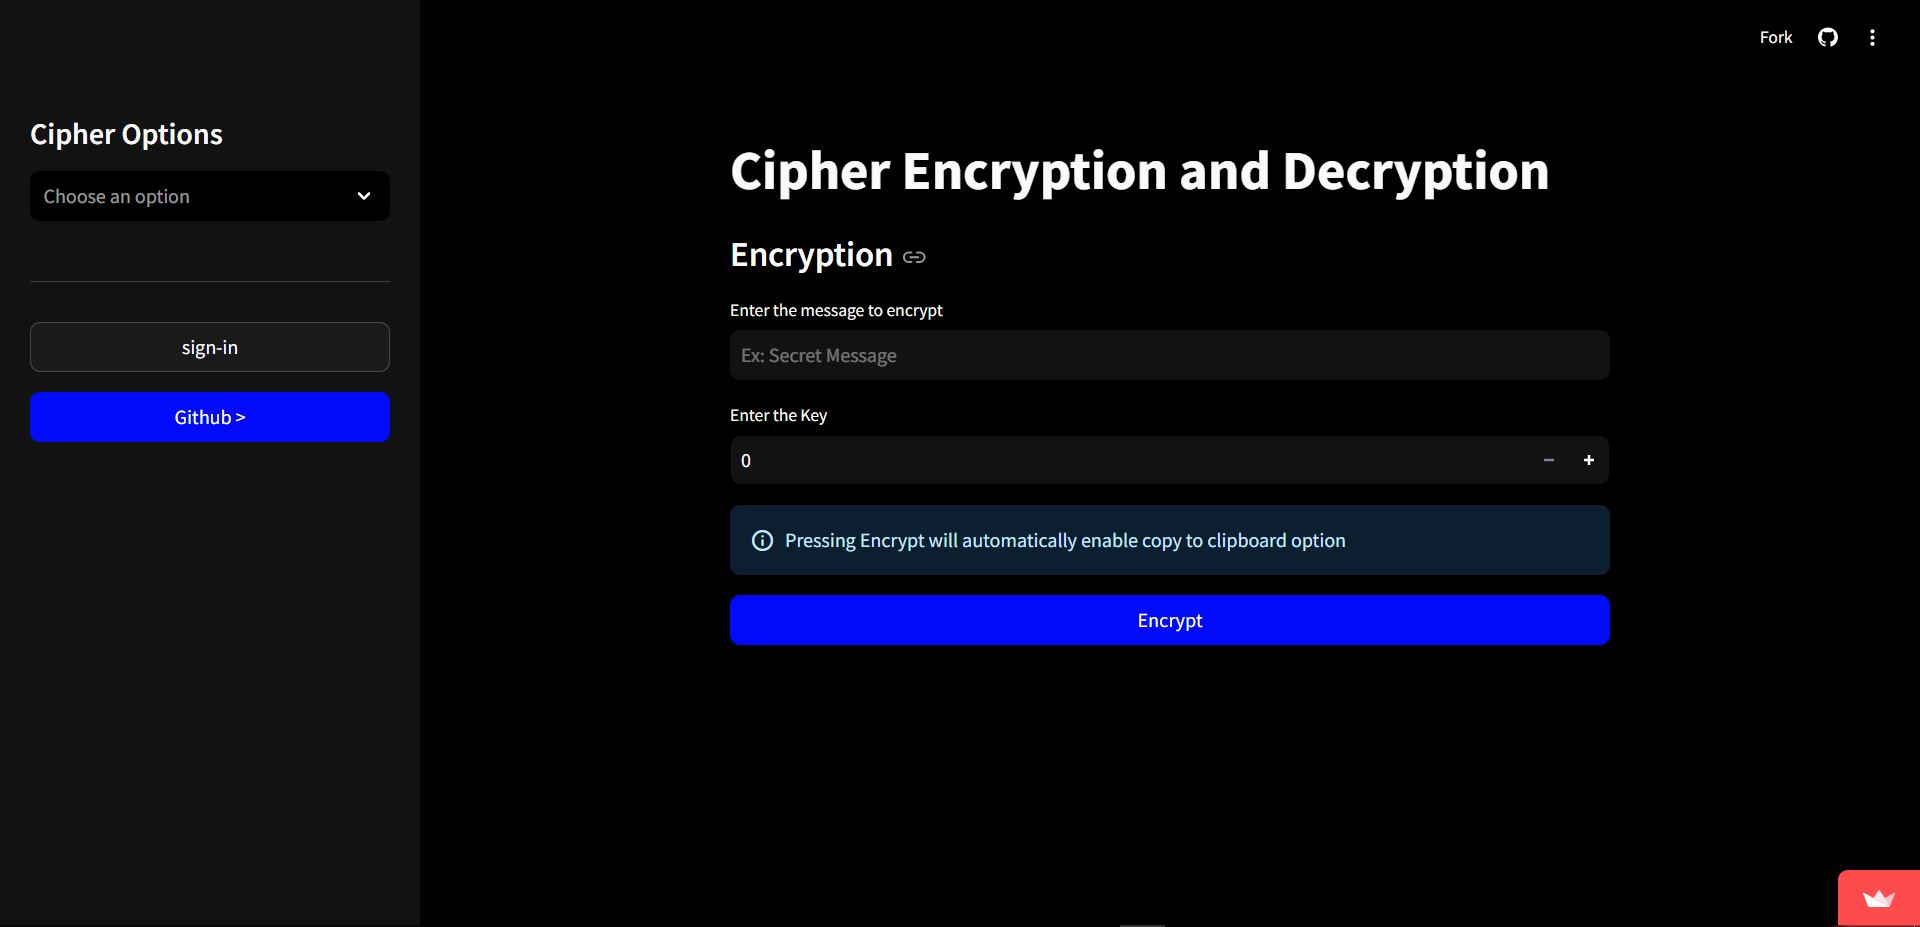 Fork
Cipher Options
Choose an option
sign-in
Github >
Cipher Encryption and Decryption
Encryption
Enter the message to encrypt
Ex: Secret Message
Enter the Key
0
Pressing Encrypt will automatically enable copy to clipboard option
Encrypt